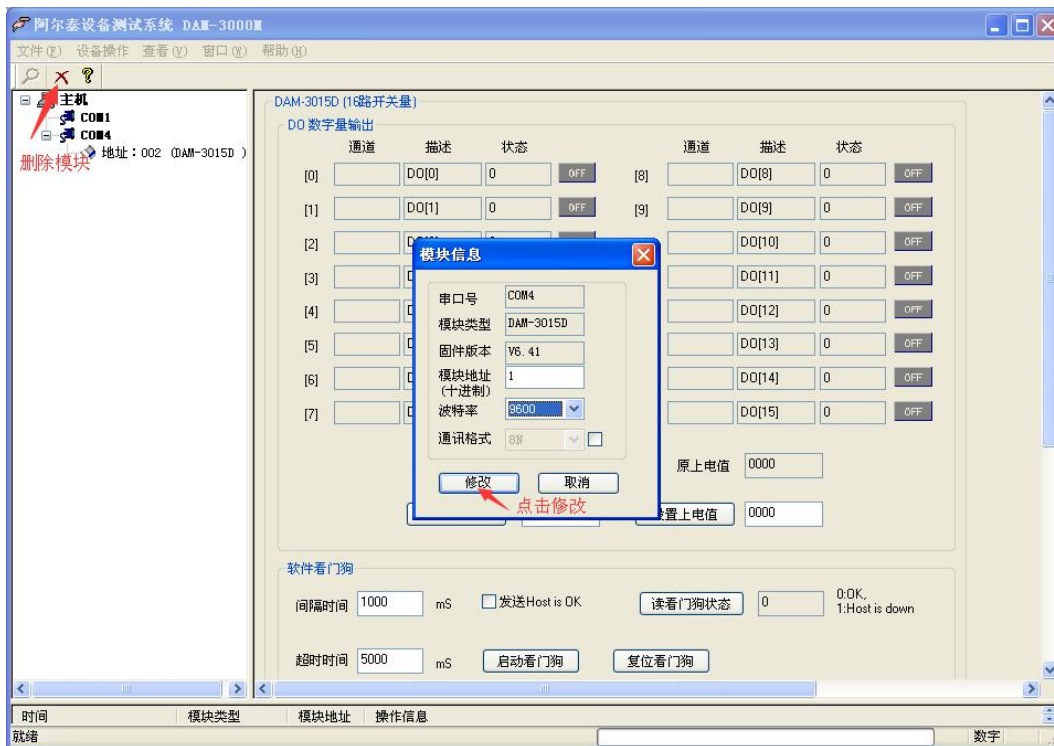 阿尔泰设备测试系统 DAM-3000M
文件(F) 设备操作 查看(V) 窗口(W) 帮助(H)
主机
COM1
COM4
地址:002 (DAM-3015D )
删除模块
DAM-3015D (16路开关量)
DO 数字量输出
通道 描述 状态 通道 描述 状态
[0] DO[0] 0 OFF [8] DO[8] 0 OFF
[1] DO[1] 0 OFF [9] DO[9] 0 OFF
[2] DO[10] 0 OFF
[3] DO[11] 0 OFF
[4] DO[12] 0 OFF
[5] DO[13] 0 OFF
[6] DO[14] 0 OFF
[7] DO[15] 0 OFF
模块信息
串口号 COM4
模块类型 DAM-3015D
固件版本 V6.41
模块地址 1
(十进制)
波特率 9600
通讯格式 8N
修改 取消
点击修改
原上电值 0000
置上电值 0000
软件看门狗
间隔时间 1000 mS 发送Host is OK 读看门狗状态 0 0:OK,
1:Host is down
超时时间 5000 mS 启动看门狗 复位看门狗
时间 模块类型 模块地址 操作信息
就绪 数字